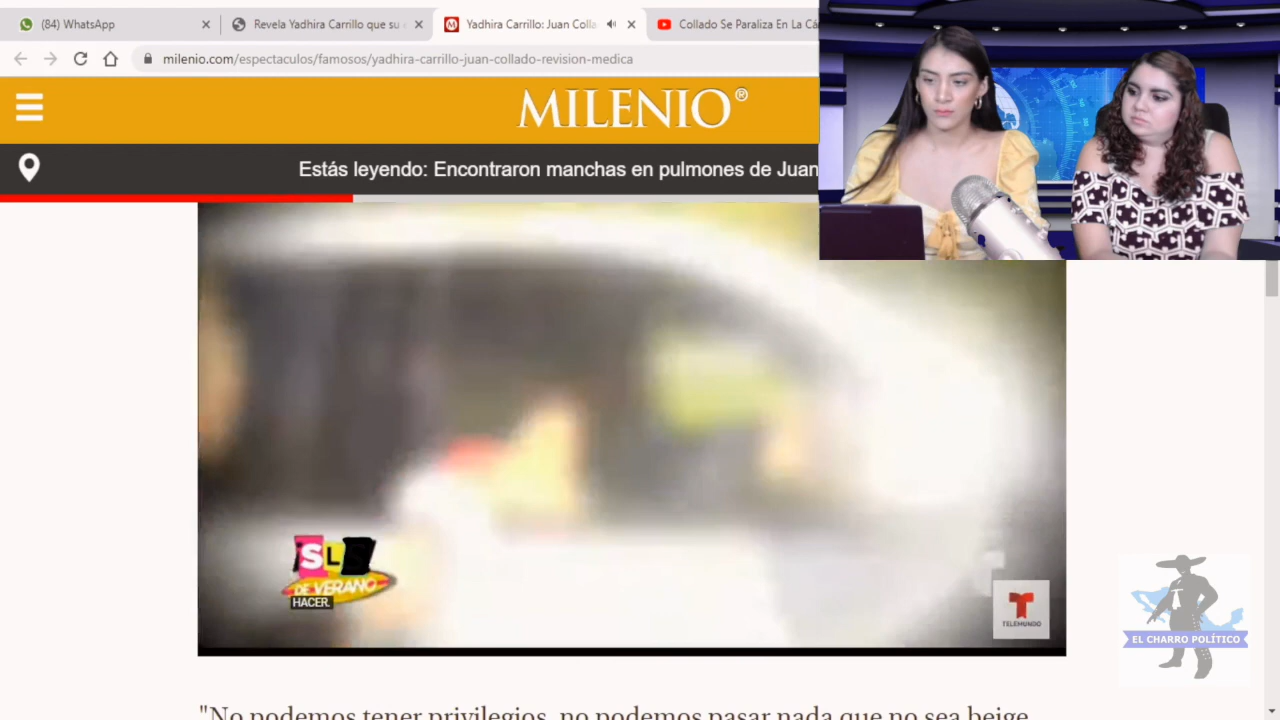 (84) WhatsApp
Revela Yadhira Carrillo que su
Yadhira Carrillo: Juan Colla
Collado Se Paraliza En La Cá
milenio.com/espectaculos/famosos/yadhira-carrillo-juan-collado-revision-medica
MILENIO®
Estás leyendo: Encontraron manchas en pulmones de Juan
¡SL
DE VERANO
HACER.
TELEMUNDO
EL CHARRO POLÍTICO
"No podemos tener privilegios, no podemos pasar nada que no sea beige